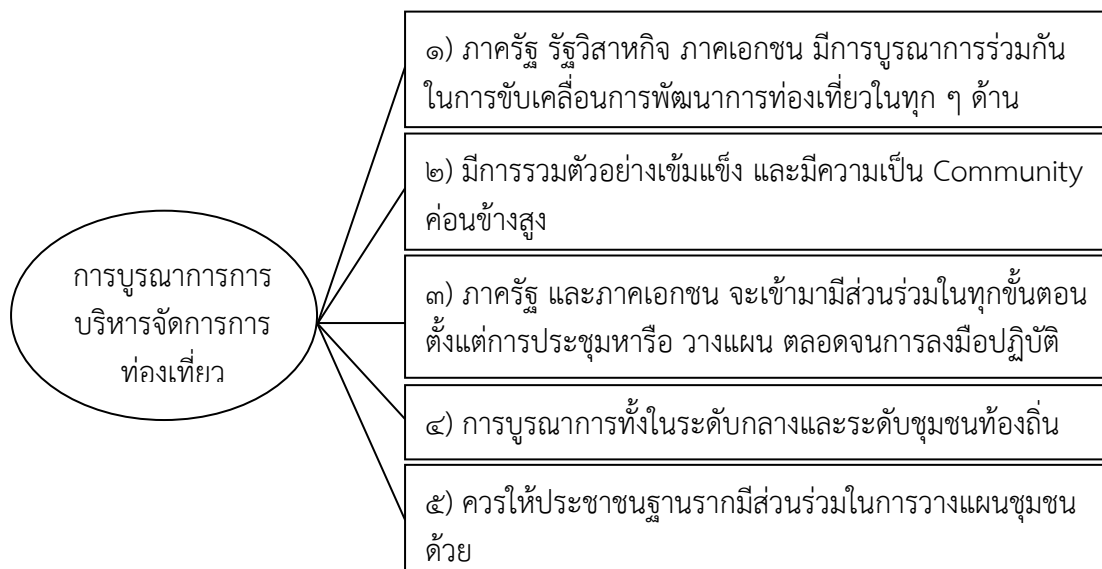 การบูรณาการการ
บริหารจัดการการ
ท่องเที่ยว
๑) ภาครัฐ รัฐวิสาหกิจ ภาคเอกชน มีการบูรณาการร่วมกัน
ในการขับเคลื่อนการพัฒนาการท่องเที่ยวในทุก ๆ ด้าน
๒) มีการรวมตัวอย่างเข้มแข็ง และมีความเป็น Community
ค่อนข้างสูง
๓) ภาครัฐ และภาคเอกชน จะเข้ามามีส่วนร่วมในทุกขั้นตอน
ตั้งแต่การประชุมหารือ วางแผน ตลอดจนการลงมือปฏิบัติ
๔) การบูรณาการทั้งในระดับกลางและระดับชุมชนท้องถิ่น
๕) ควรให้ประชาชนฐานรากมีส่วนร่วมในการวางแผนชุมชน
ด้วย